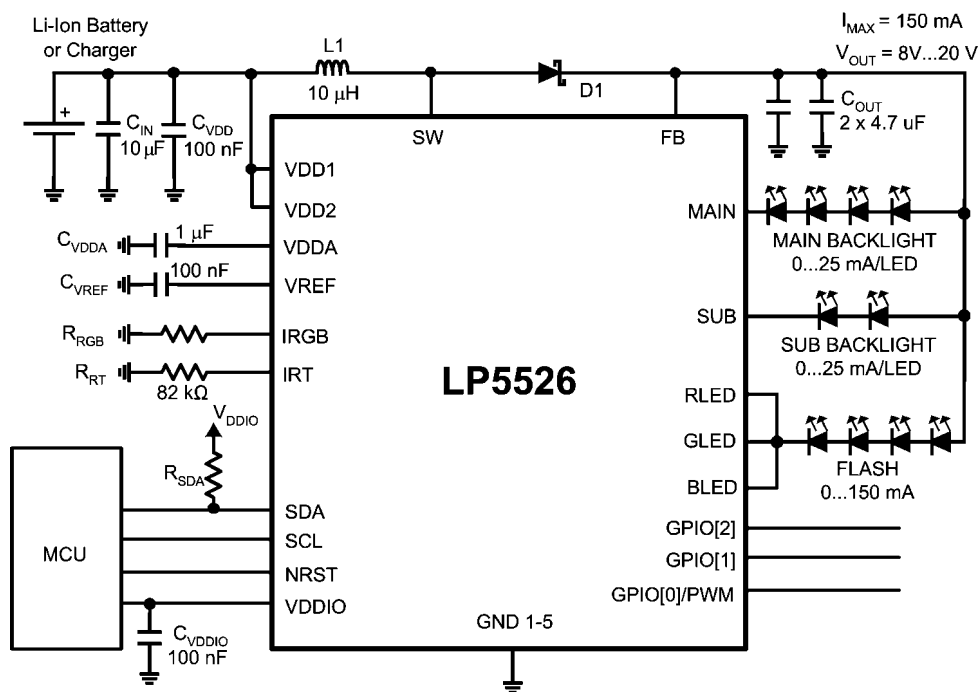 Li-Ion Battery
or Charger
I_MAX = 150 mA
V_OUT = 8V...20 V
L1
10 μH
D1
+
C_IN
10 μF
C_VDD
100 nF
C_OUT
2 x 4.7 uF
SW
FB
VDD1
VDD2
MAIN
MAIN BACKLIGHT
0...25 mA/LED
C_VDDA
1 μF
VDDA
C_VREF
100 nF
VREF
SUB
SUB BACKLIGHT
0...25 mA/LED
R_RGB
IRGB
R_RT
82 kΩ
IRT
LP5526
RLED
GLED
BLED
FLASH
0...150 mA
V_DDIO
R_SDA
MCU
SDA
SCL
NRST
VDDIO
GPIO[2]
GPIO[1]
GPIO[0]/PWM
GND 1-5
C_VDDIO
100 nF